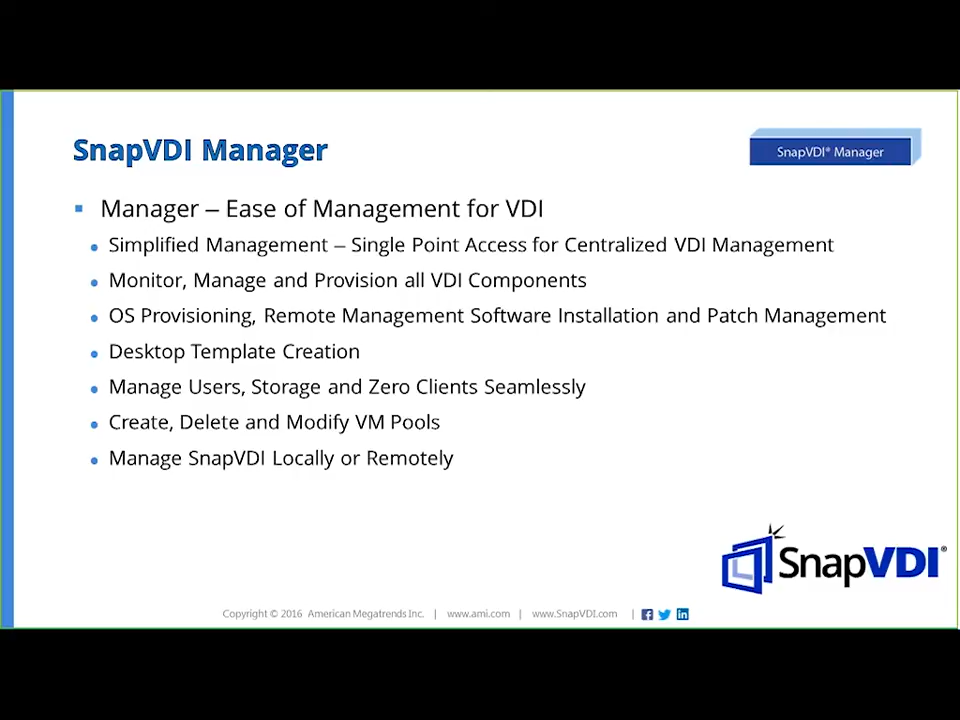 SnapVDI Manager
SnapVDI® Manager
Manager – Ease of Management for VDI
Simplified Management – Single Point Access for Centralized VDI Management
Monitor, Manage and Provision all VDI Components
OS Provisioning, Remote Management Software Installation and Patch Management
Desktop Template Creation
Manage Users, Storage and Zero Clients Seamlessly
Create, Delete and Modify VM Pools
Manage SnapVDI Locally or Remotely
SnapVDI®
Copyright © 2016 American Megatrends Inc. | www.ami.com | www.SnapVDI.com |